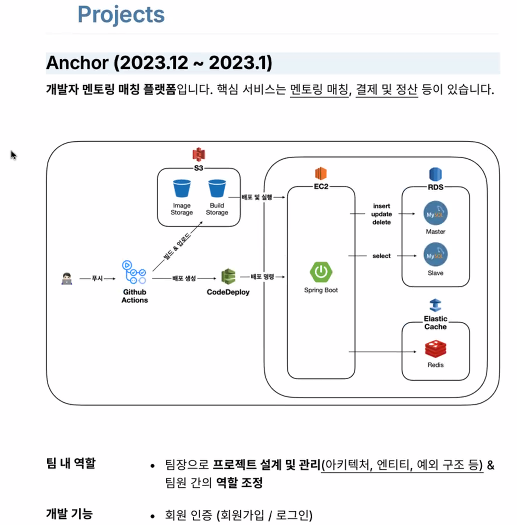 Projects
Anchor (2023.12 ~ 2023.1)
개발자 멘토링 매칭 플랫폼입니다. 핵심 서비스는 멘토링 매칭, 결제 및 정산 등이 있습니다.
S3
Image
Storage
Build
Storage
배포 및 실행
EC2
RDS
insert
update
delete
MySQL
Master
빌드 & 업로드
푸시
Github
Actions
배포 생성
CodeDeploy
배포 명령
Spring Boot
select
MySQL
Slave
Elastic
Cache
Redis
팀 내 역할
• 팀장으로 프로젝트 설계 및 관리(아키텍처, 엔티티, 예외 구조 등) &
팀원 간의 역할 조정
개발 기능
• 회원 인증 (회원가입 / 로그인)